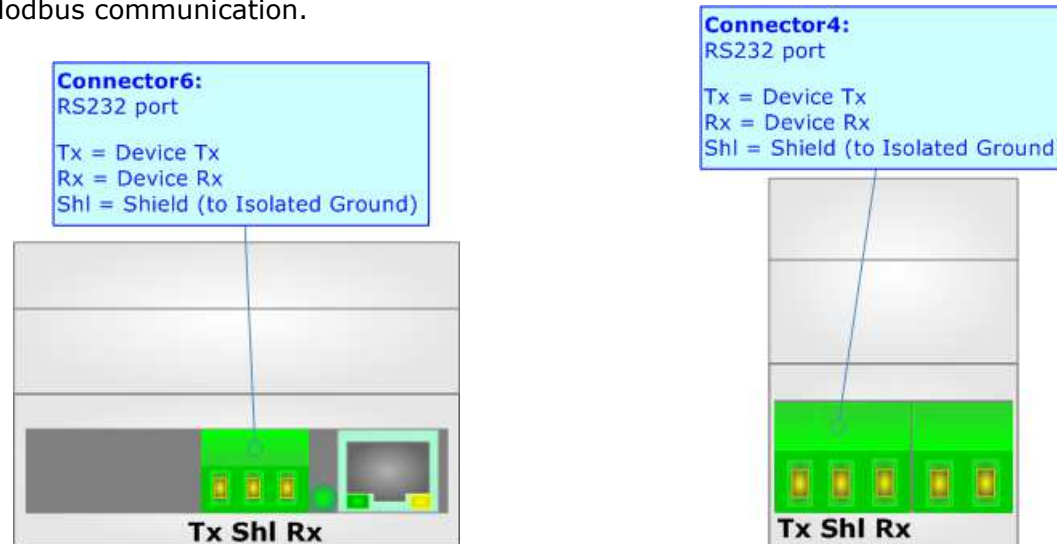 lodbus communication.
Connector6:
RS232 port
Tx = Device Tx
Rx = Device Rx
Shl = Shield (to Isolated Ground)
Tx Shl Rx
Connector4:
RS232 port
Tx = Device Tx
Rx = Device Rx
Shl = Shield (to Isolated Ground
Tx Shl Rx